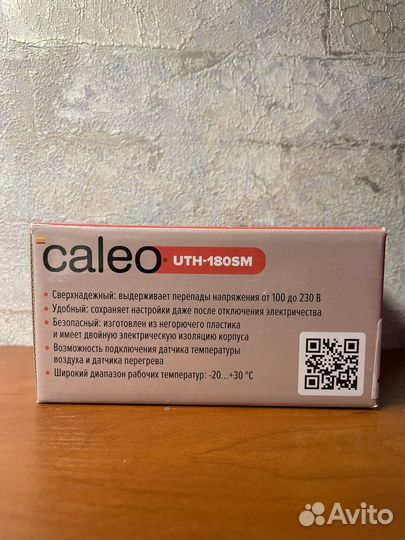 caleo UTH-180SM
• Сверхнадежный: выдерживает перепады напряжения от 100 до 230 В
• Удобный: сохраняет настройки даже после отключения электричества
• Безопасный: изготовлен из негорючего пластика
и имеет двойную электрическую изоляцию корпуса
• Возможность подключения датчика температуры
воздуха и датчика перегрева
• Широкий диапазон рабочих температур: -20...+30 °C
Avito